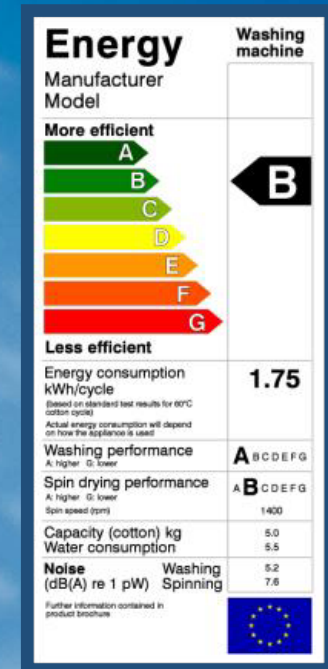 Energy Washing
machine
Manufacturer
Model
More efficient
A
B B
C
D
E
F
G
Less efficient
Energy consumption 1.75
kWh/cycle
(based on standard test results for 60°C
cotton cycle)
Actual energy consumption will depend
on how the appliance is used
Washing performance A B C D E F G
A: higher G: lower
Spin drying performance A B C D E F G
A: higher G: lower
Spin speed (rpm) 1400
Capacity (cotton) kg 5.0
Water consumption 5.5
Noise Washing 5.2
(dB(A) re 1 pW) Spinning 7.6
Further information contained in
product brochure